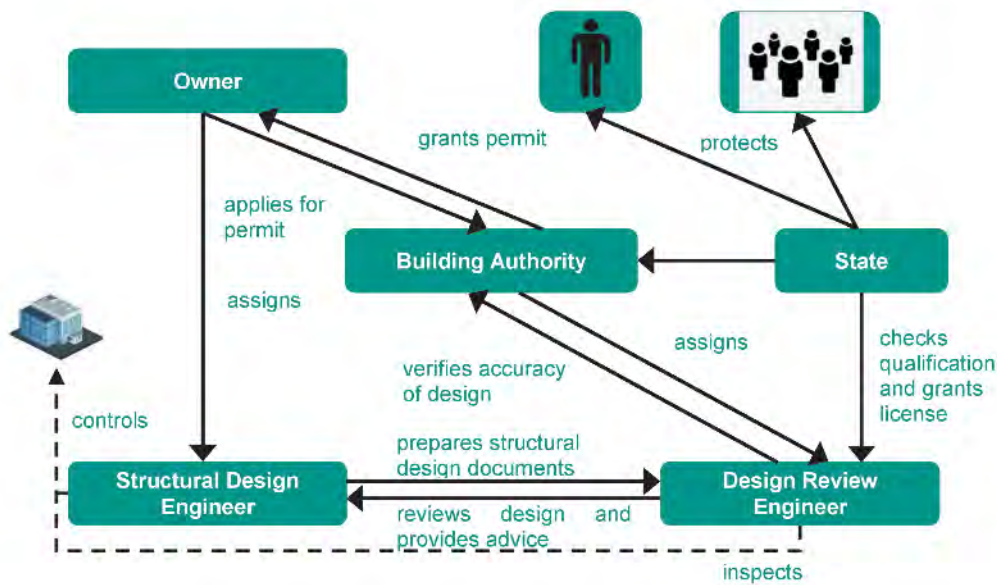 Owner
grants permit
protects
applies for
permit
Building Authority
State
assigns
assigns
checks
qualification
and grants
license
verifies accuracy
of design
controls
prepares structural
design documents
Structural Design
Engineer
Design Review
Engineer
reviews design and
provides advice
inspects